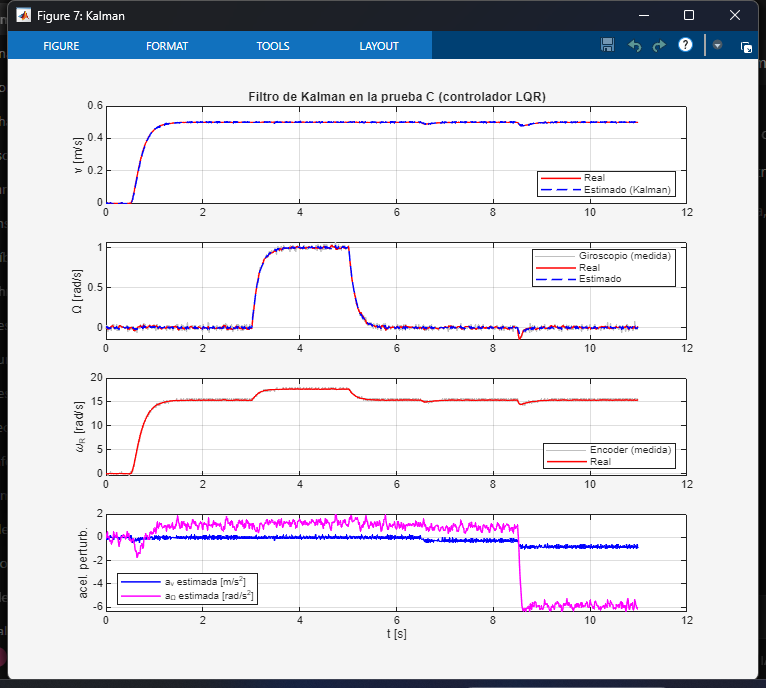 Figure 7: Kalman
FIGURE FORMAT TOOLS LAYOUT
Filtro de Kalman en la prueba C (controlador LQR)
0.6
0.4
0.2
0
v [m/s]
Real
Estimado (Kalman)
0 2 4 6 8 10 12
1
0.5
0
Ω [rad/s]
Giroscopio (medida)
Real
Estimado
0 2 4 6 8 10 12
20
15
10
5
0
ω_R [rad/s]
Encoder (medida)
Real
0 2 4 6 8 10 12
2
0
-2
-4
-6
acel. perturb.
a_v estimada [m/s²]
a_Ω estimada [rad/s²]
0 2 4 6 8 10 12
t [s]